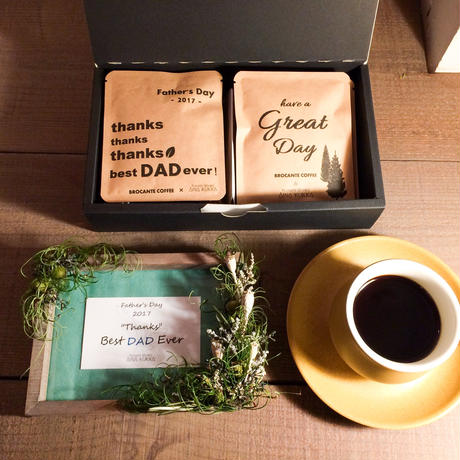 Father's Day
- 2017 -
thanks
thanks
thanks
best DAD ever!
BROCANTE COFFEE ×
have a
Great
Day
BROCANTE COFFEE
Father's Day
2017
"Thanks"
Best DAD Ever